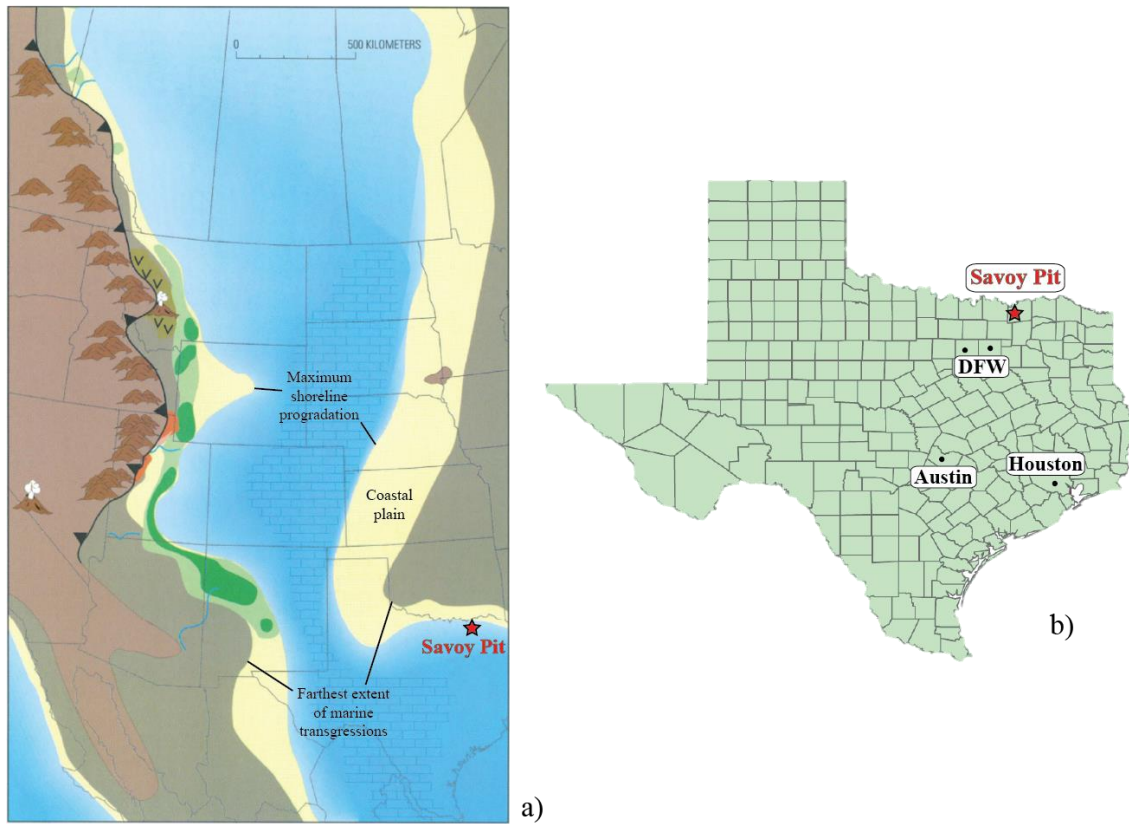 0
500 KILOMETERS
Maximum
shoreline
progradation
Coastal
plain
Savoy Pit
Farthest extent
of marine
transgressions
a)
Savoy Pit
DFW
Austin
Houston
b)